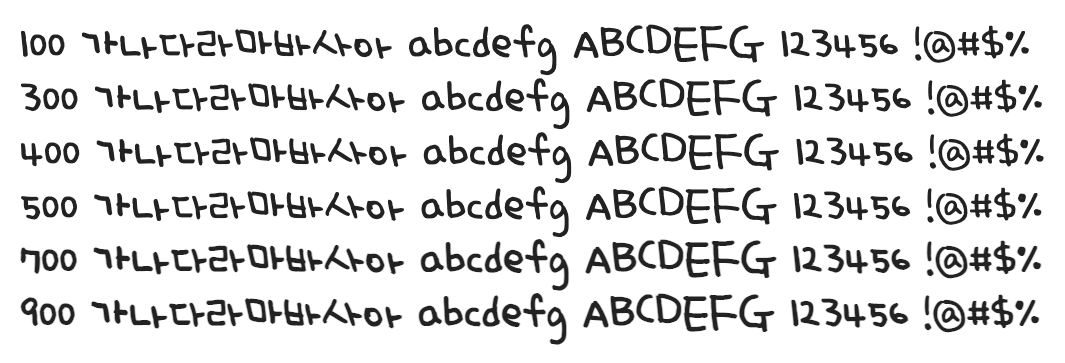 100 가나다라마바사아 abcdefg ABCDEFG 123456 !@#$%
300 가나다라마바사아 abcdefg ABCDEFG 123456 !@#$%
400 가나다라마바사아 abcdefg ABCDEFG 123456 !@#$%
500 가나다라마바사아 abcdefg ABCDEFG 123456 !@#$%
700 가나다라마바사아 abcdefg ABCDEFG 123456 !@#$%
900 가나다라마바사아 abcdefg ABCDEFG 123456 !@#$%